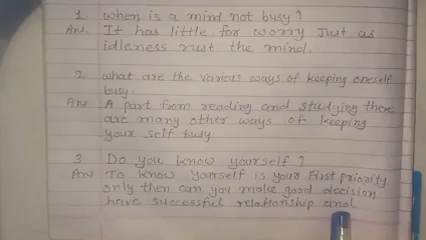 1. When is a mind not busy?
Ans. It has little for worry Just as
idleness rust the mind.
2. what are the various ways of keeping oneself
busy.
Ans A part from reading and studying there
are many other ways of keeping
your self busy
3 Do you know yourself?
Ans To know yourself is your First priority
only then can you make good decision
have successful relationship and